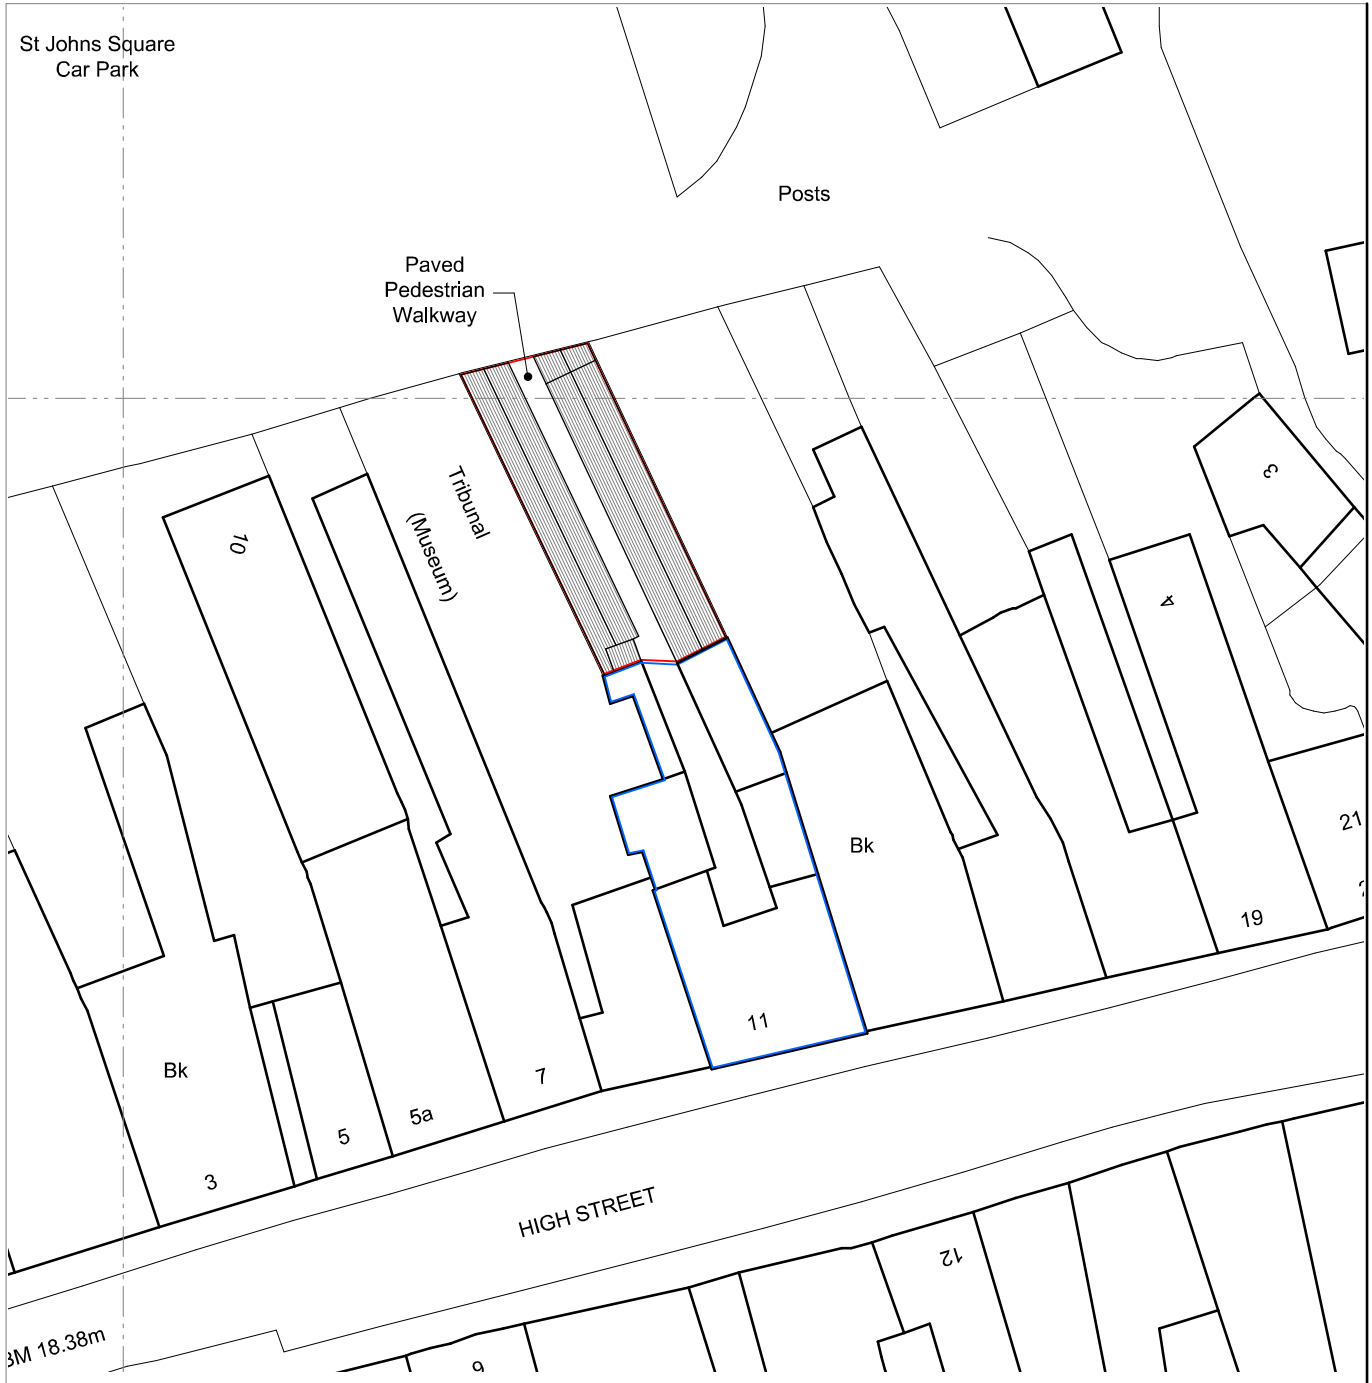 St Johns Square
Car Park
Posts
Paved
Pedestrian
Walkway
Tribunal
(Museum)
10
3
4
Bk
21
19
11
7
5a
5
3
Bk
HIGH STREET
12
9
BM 18.38m